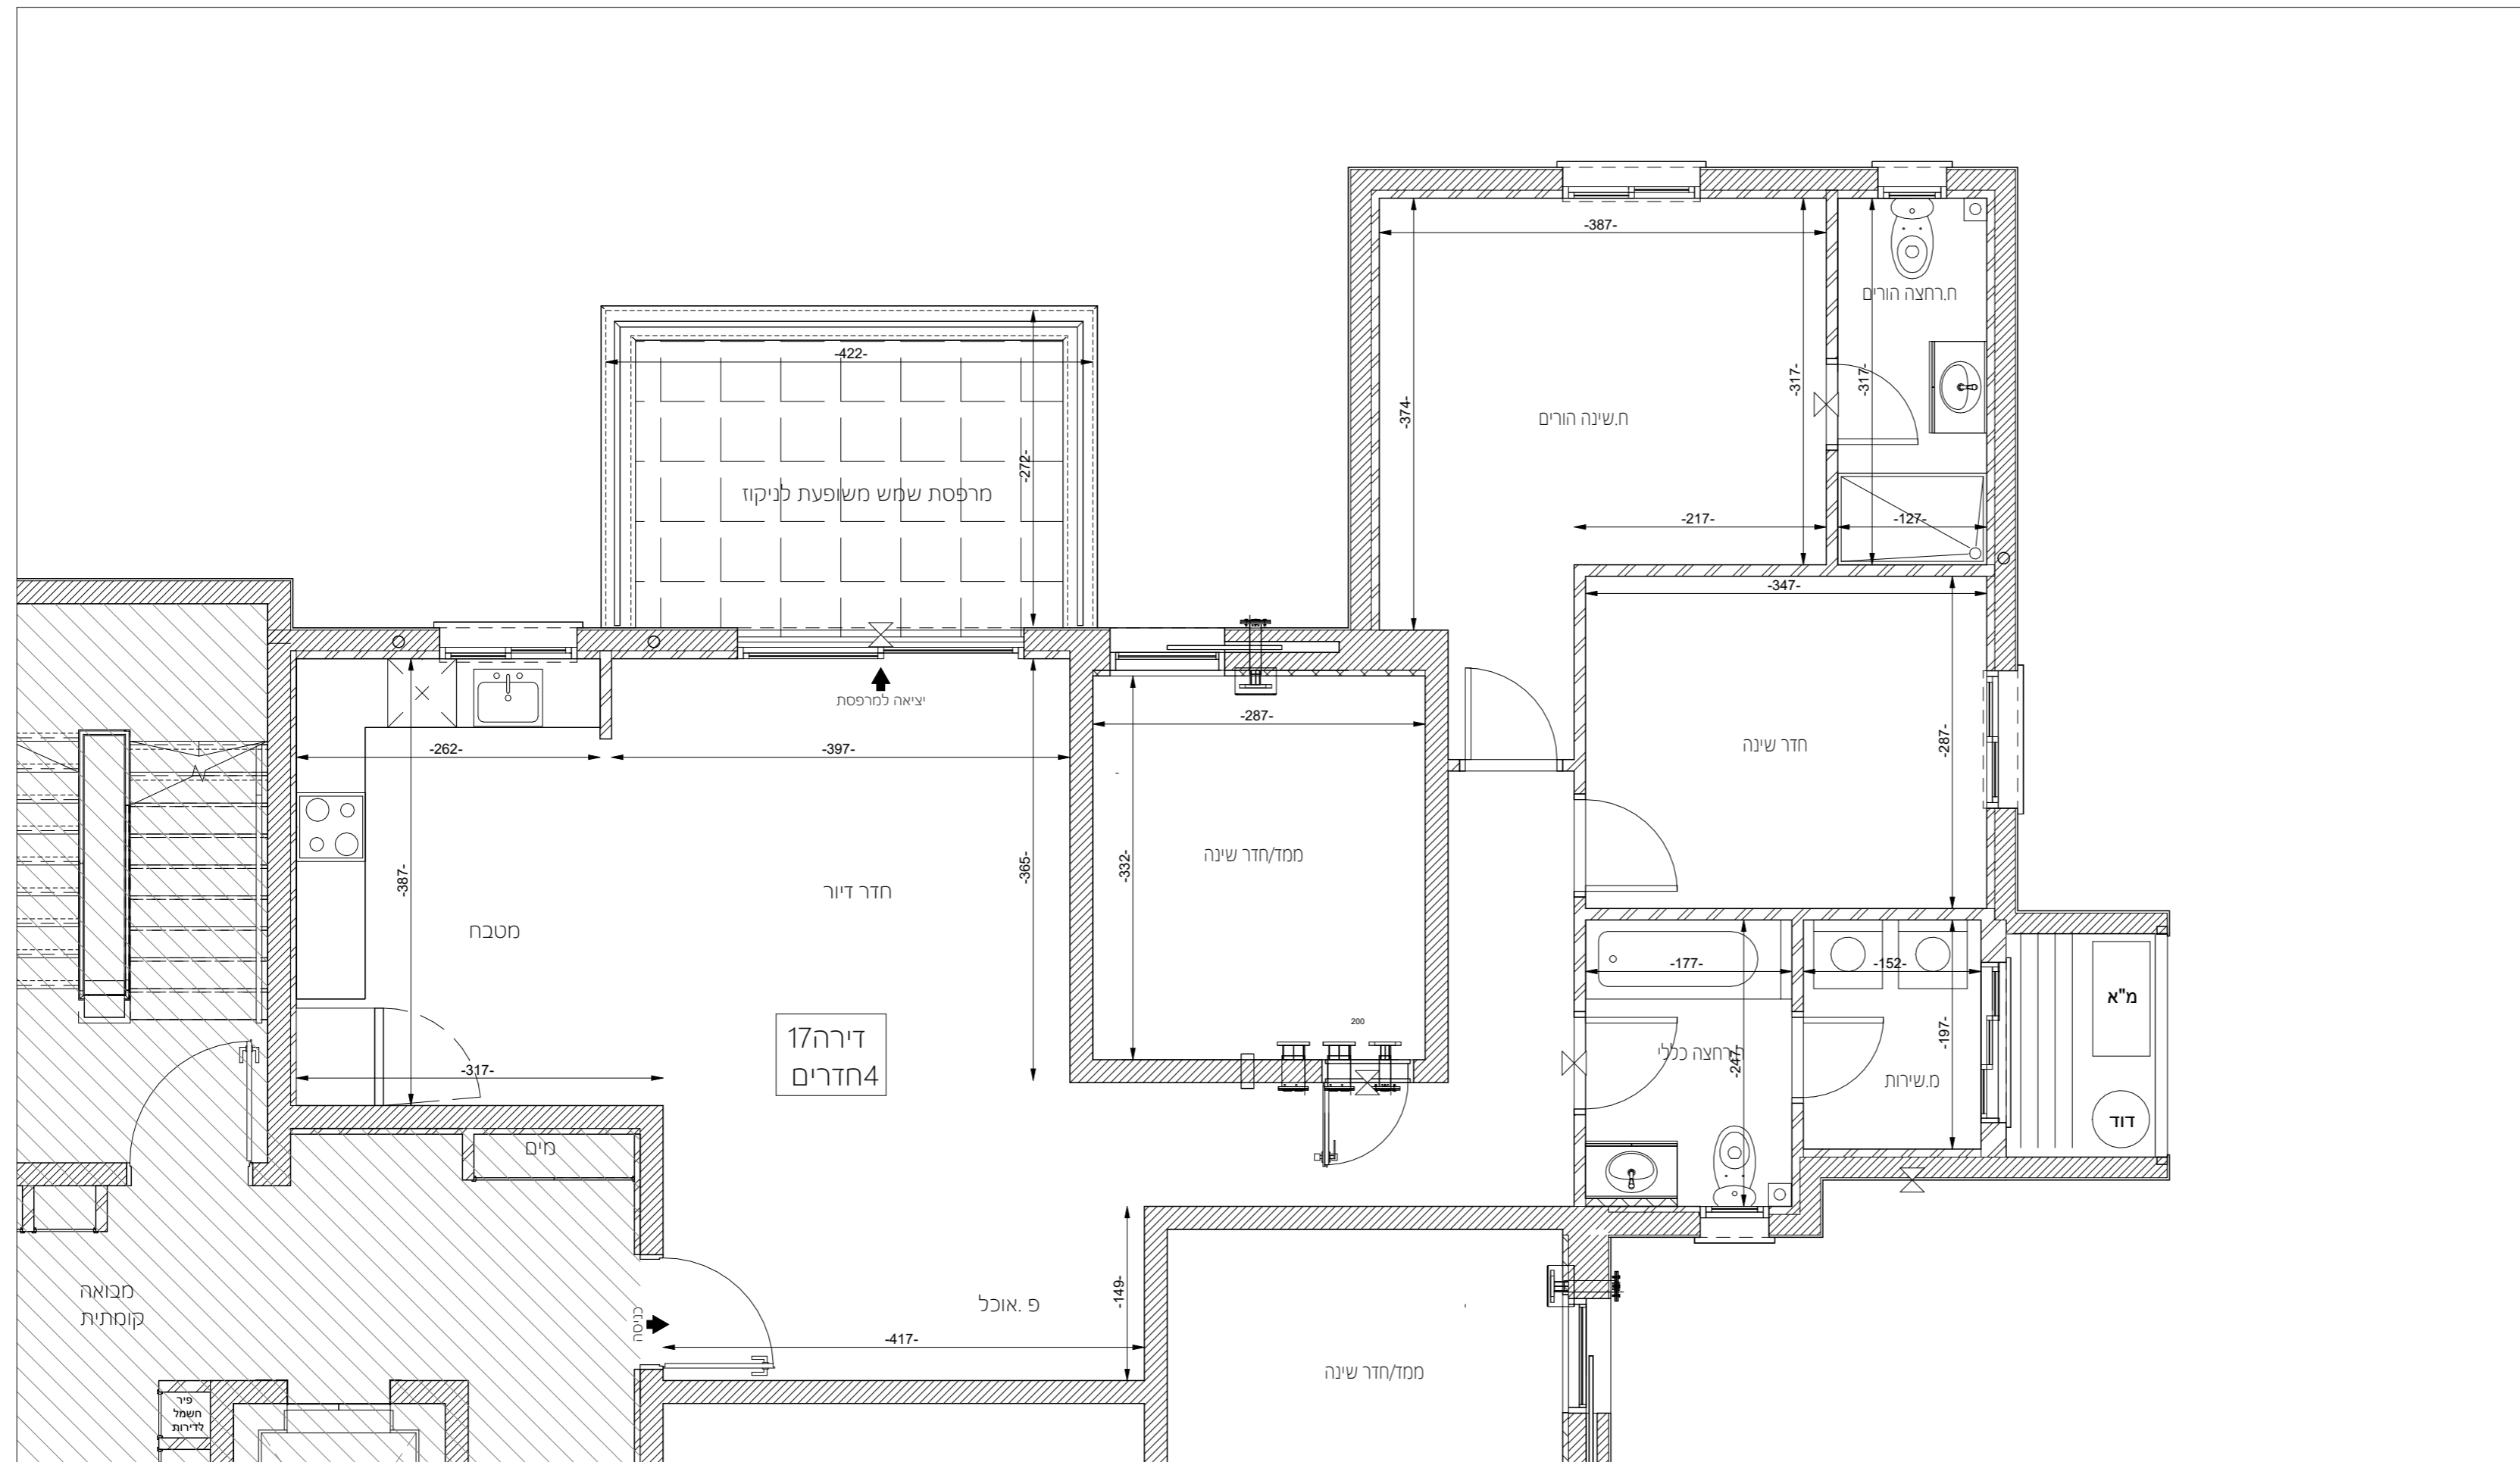 -387-
ח.רחצה הורים
-422-
-374-
-317-
-317-
ח.שינה הורים
-272-
מרפסת שמש משופעת לניקוז
-217-
-127-
-347-
יציאה למרפסת
-287-
-262-
-397-
חדר שינה
-287-
-387-
-365-
-332-
ממד/חדר שינה
חדר דיור
מטבח
-177-
-152-
מ"א
200
דירה17
4חדרים
-197-
רחצה כללי
-247-
-317-
מ.שירות
דוד
מים
מבואה
קומתית
כניסה
פ .אוכל
-149-
-417-
ממד/חדר שינה
פיר
חשמל
לדירות